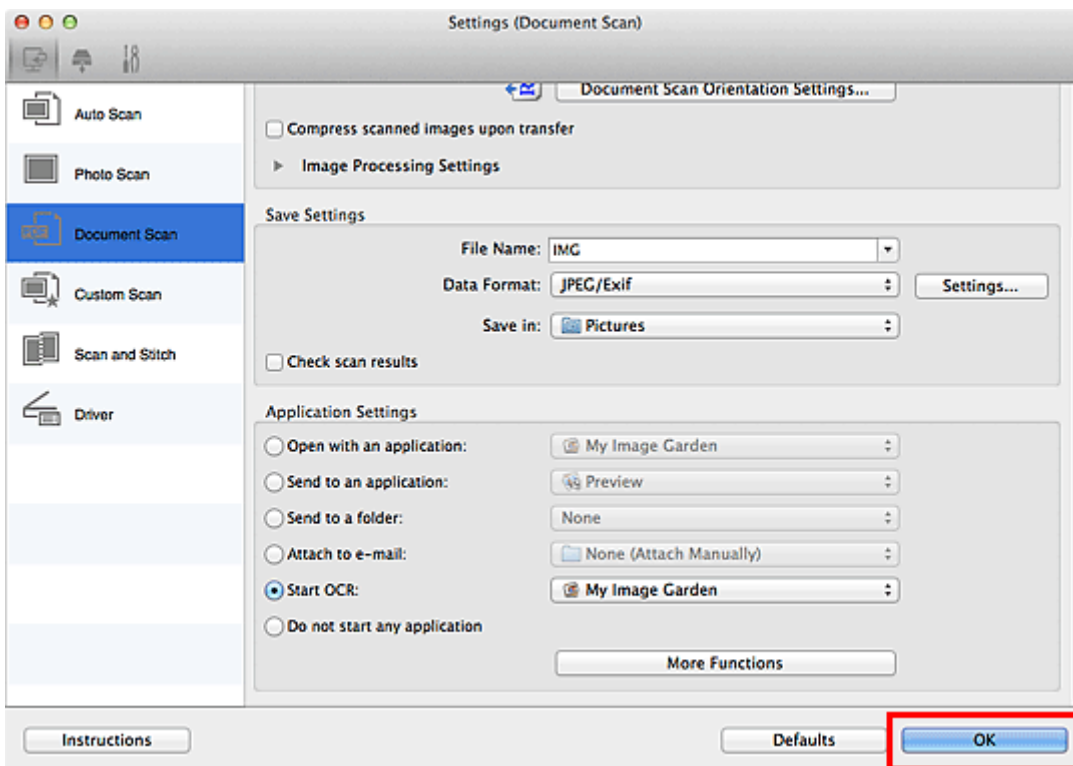 Settings (Document Scan)
Auto Scan
Photo Scan
Document Scan
Custom Scan
Scan and Stitch
Driver
Document Scan Orientation Settings...
Compress scanned images upon transfer
Image Processing Settings
Save Settings
File Name: IMG
Data Format: JPEG/Exif Settings...
Save in: Pictures
Check scan results
Application Settings
Open with an application: My Image Garden
Send to an application: Preview
Send to a folder: None
Attach to e-mail: None (Attach Manually)
Start OCR: My Image Garden
Do not start any application
More Functions
Instructions Defaults OK